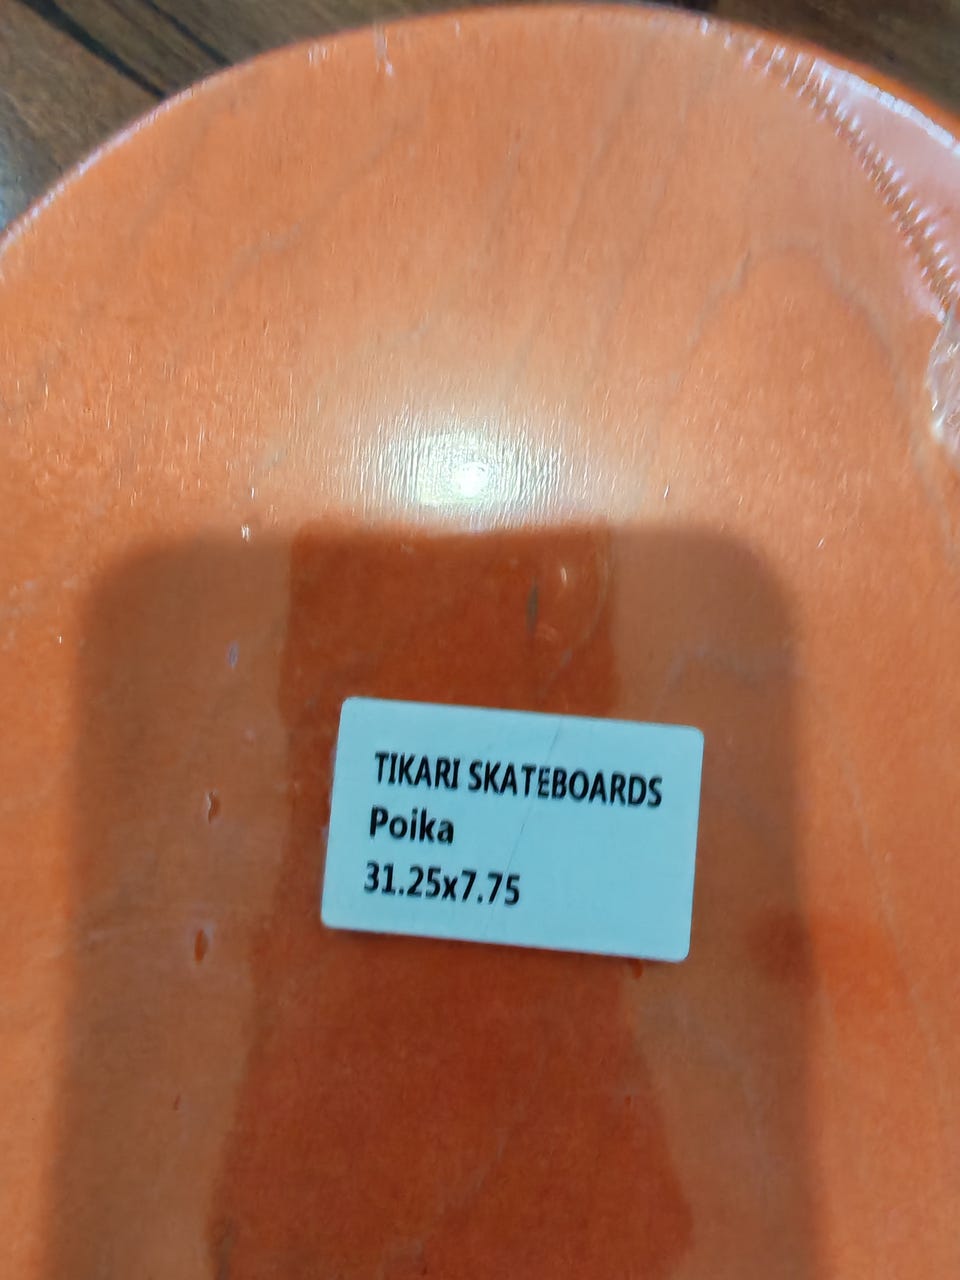 TIKARI SKATEBOARDS
Poika
31.25x7.75